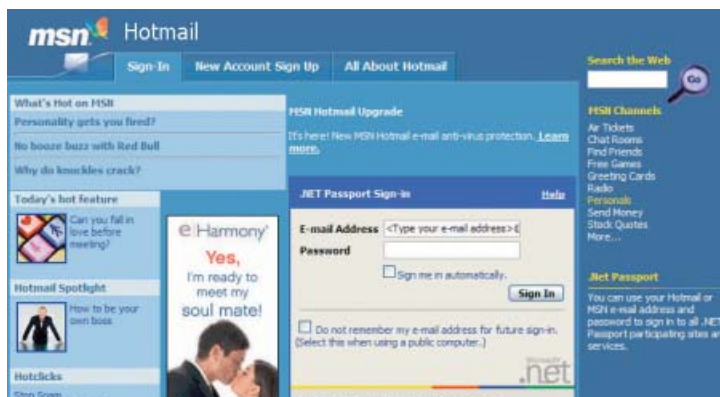 msn Hotmail
Sign-In New Account Sign Up All About Hotmail
What's Hot on MSN
Personality gets you fired?
No booze buzz with Red Bull
Why do knuckles crack?
Today's hot feature
Can you fall in
love before
meeting?
Hotmail Spotlight
How to be your
own boss
Hotclicks
Stop Spam
e Harmony
Yes,
I'm ready to
meet my
soul mate!
MSN Hotmail Upgrade
It's here! New MSN Hotmail e-mail anti-virus protection. Learn
more.
.NET Passport Sign-in Help
E-mail Address <Type your e-mail address>
Password
Sign me in automatically.
Sign In
Do not remember my e-mail address for future sign-in.
(Select this when using a public computer.)
Microsoft
.net
Search the Web
Go
MSN Channels
Air Tickets
Chat Rooms
Find Friends
Free Games
Greeting Cards
Radio
Personals
Send Money
Stock Quotes
More...
.Net Passport
You can use your Hotmail or
MSN e-mail address and
password to sign in to all .NET
Passport participating sites an
services.